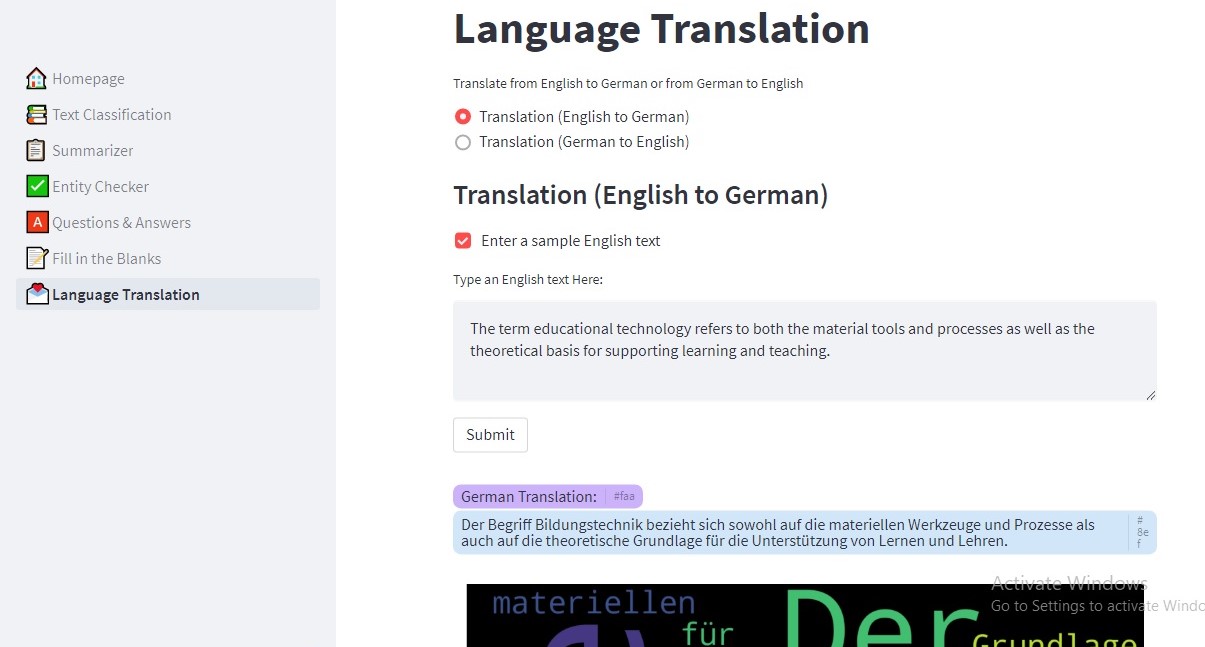 Language Translation
Translate from English to German or from German to English
Translation (English to German)
Translation (German to English)
Translation (English to German)
Enter a sample English text
Type an English text Here:
The term educational technology refers to both the material tools and processes as well as the
theoretical basis for supporting learning and teaching.
Submit
German Translation: #faa
Der Begriff Bildungstechnik bezieht sich sowohl auf die materiellen Werkzeuge und Prozesse als
auch auf die theoretische Grundlage für die Unterstützung von Lernen und Lehren.
#
8e
f
materiellen
für
Der
Grundlage
Homepage
Text Classification
Summarizer
Entity Checker
A Questions & Answers
Fill in the Blanks
Language Translation
Activate Windows
Go to Settings to activate Windc